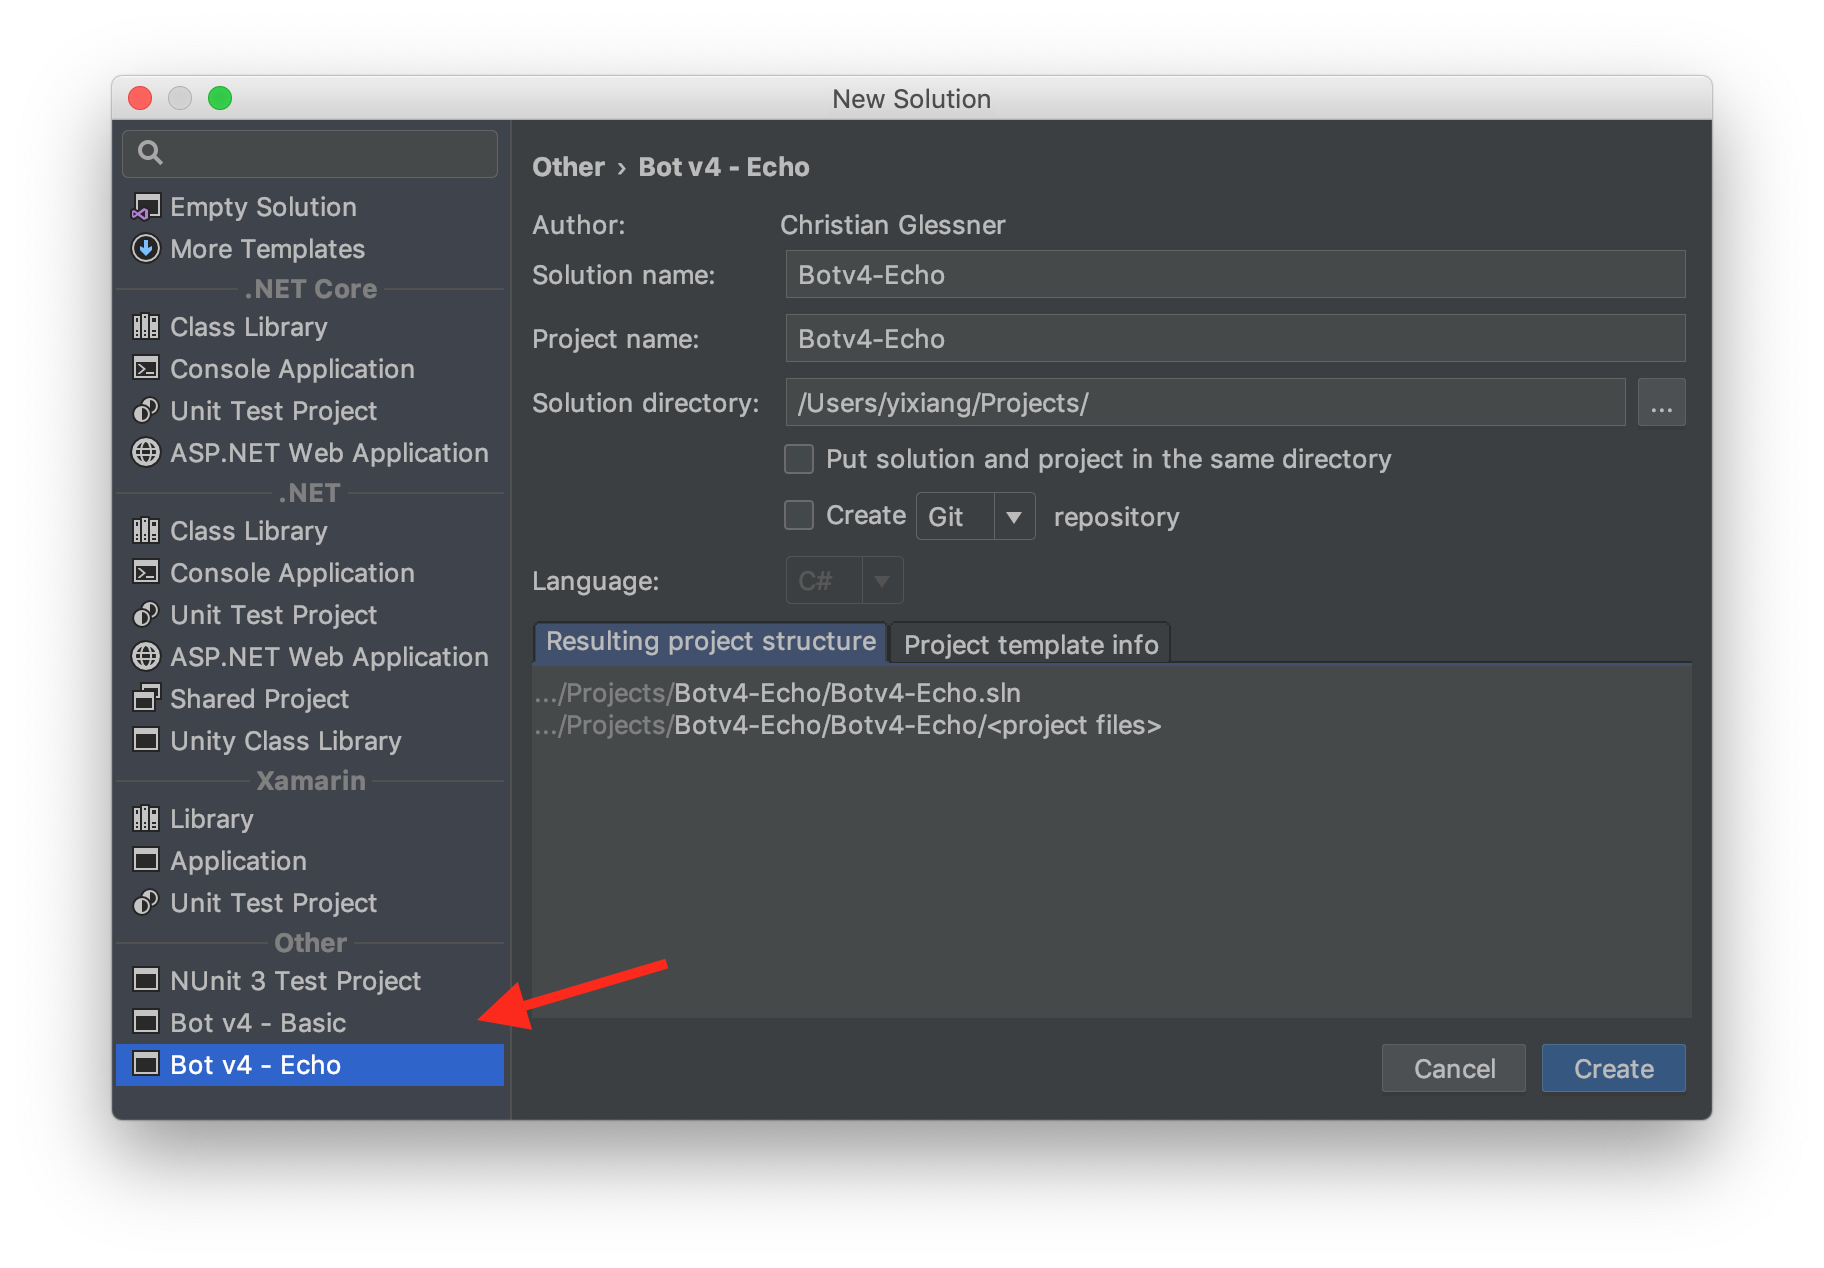 New Solution
Empty Solution
More Templates
.NET Core
Class Library
Console Application
Unit Test Project
ASP.NET Web Application
.NET
Class Library
Console Application
Unit Test Project
ASP.NET Web Application
Shared Project
Unity Class Library
Xamarin
Library
Application
Unit Test Project
Other
NUnit 3 Test Project
Bot v4 - Basic
Bot v4 - Echo
Other › Bot v4 - Echo
Author: Christian Glessner
Solution name: Botv4-Echo
Project name: Botv4-Echo
Solution directory: /Users/yixiang/Projects/ ...
Put solution and project in the same directory
Create Git repository
Language: C#
Resulting project structure Project template info
.../Projects/Botv4-Echo/Botv4-Echo.sln
.../Projects/Botv4-Echo/Botv4-Echo/<project files>
Cancel Create